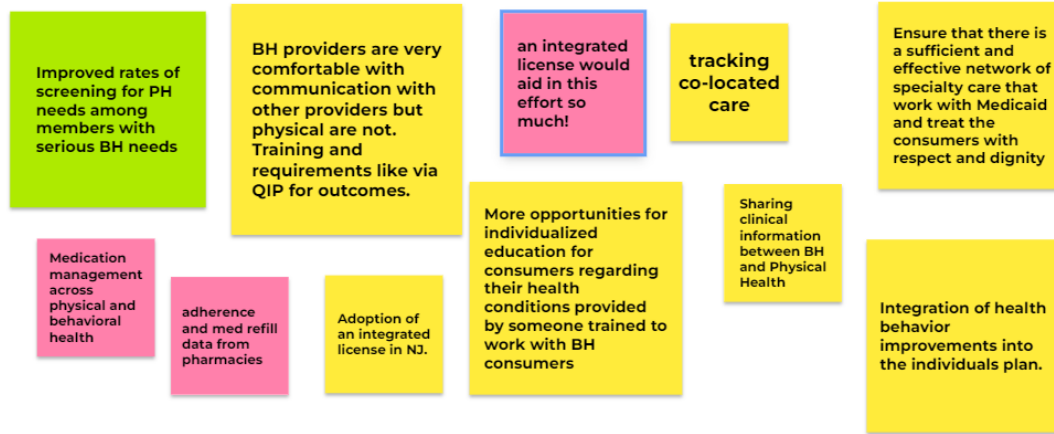 Improved rates of
screening for PH
needs among
members with
serious BH needs
BH providers are very
comfortable with
communication with
other providers but
physical are not.
Training and
requirements like via
QIP for outcomes.
an integrated
license would
aid in this
effort so
much!
tracking
co-located
care
Ensure that there is
a sufficient and
effective network of
specialty care that
work with Medicaid
and treat the
consumers with
respect and dignity
Medication
management
across
physical and
behavioral
health
adherence
and med refill
data from
pharmacies
Adoption of
an integrated
license in NJ.
More opportunities for
individualized
education for
consumers regarding
their health
conditions provided
by someone trained to
work with BH
consumers
Sharing
clinical
information
between BH
and Physical
Health
Integration of health
behavior
improvements into
the individuals plan.